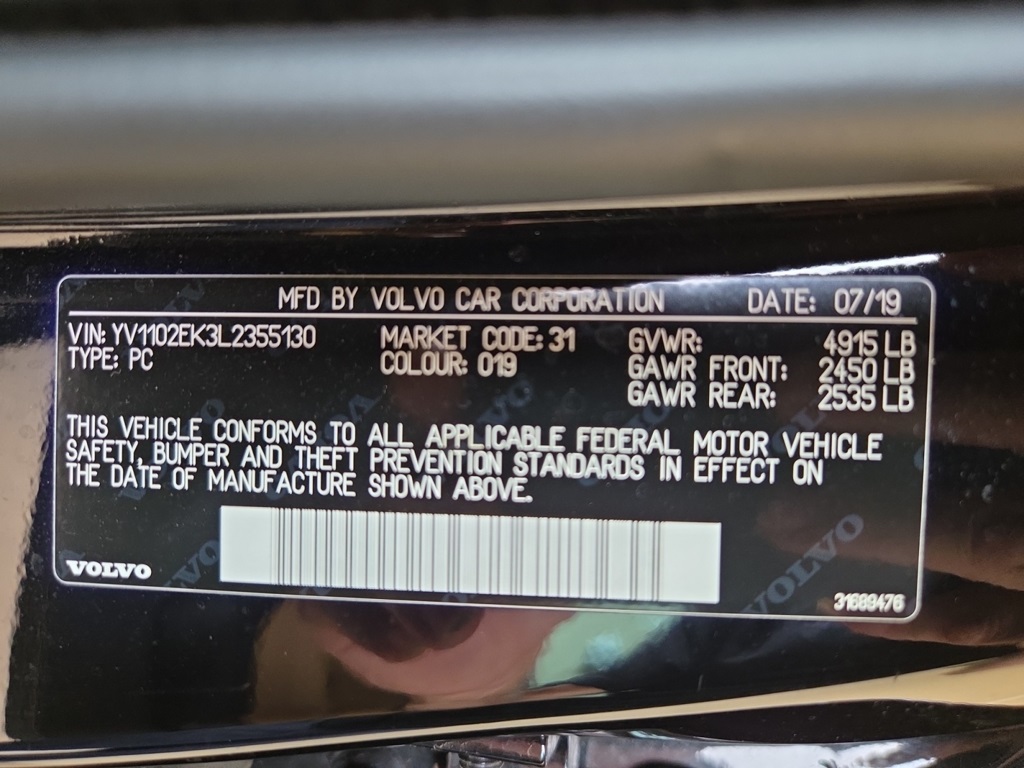 MFD BY VOLVO CAR CORPORATION DATE: 07/19
VIN: YV1102EK3L2355130 MARKET CODE: 31 GVWR: 4915 LB
TYPE: PC COLOUR: 019 GAWR FRONT: 2450 LB
GAWR REAR: 2535 LB
THIS VEHICLE CONFORMS TO ALL APPLICABLE FEDERAL MOTOR VEHICLE
SAFETY, BUMPER AND THEFT PREVENTION STANDARDS IN EFFECT ON
THE DATE OF MANUFACTURE SHOWN ABOVE.
VOLVO
VOLVO
31689476